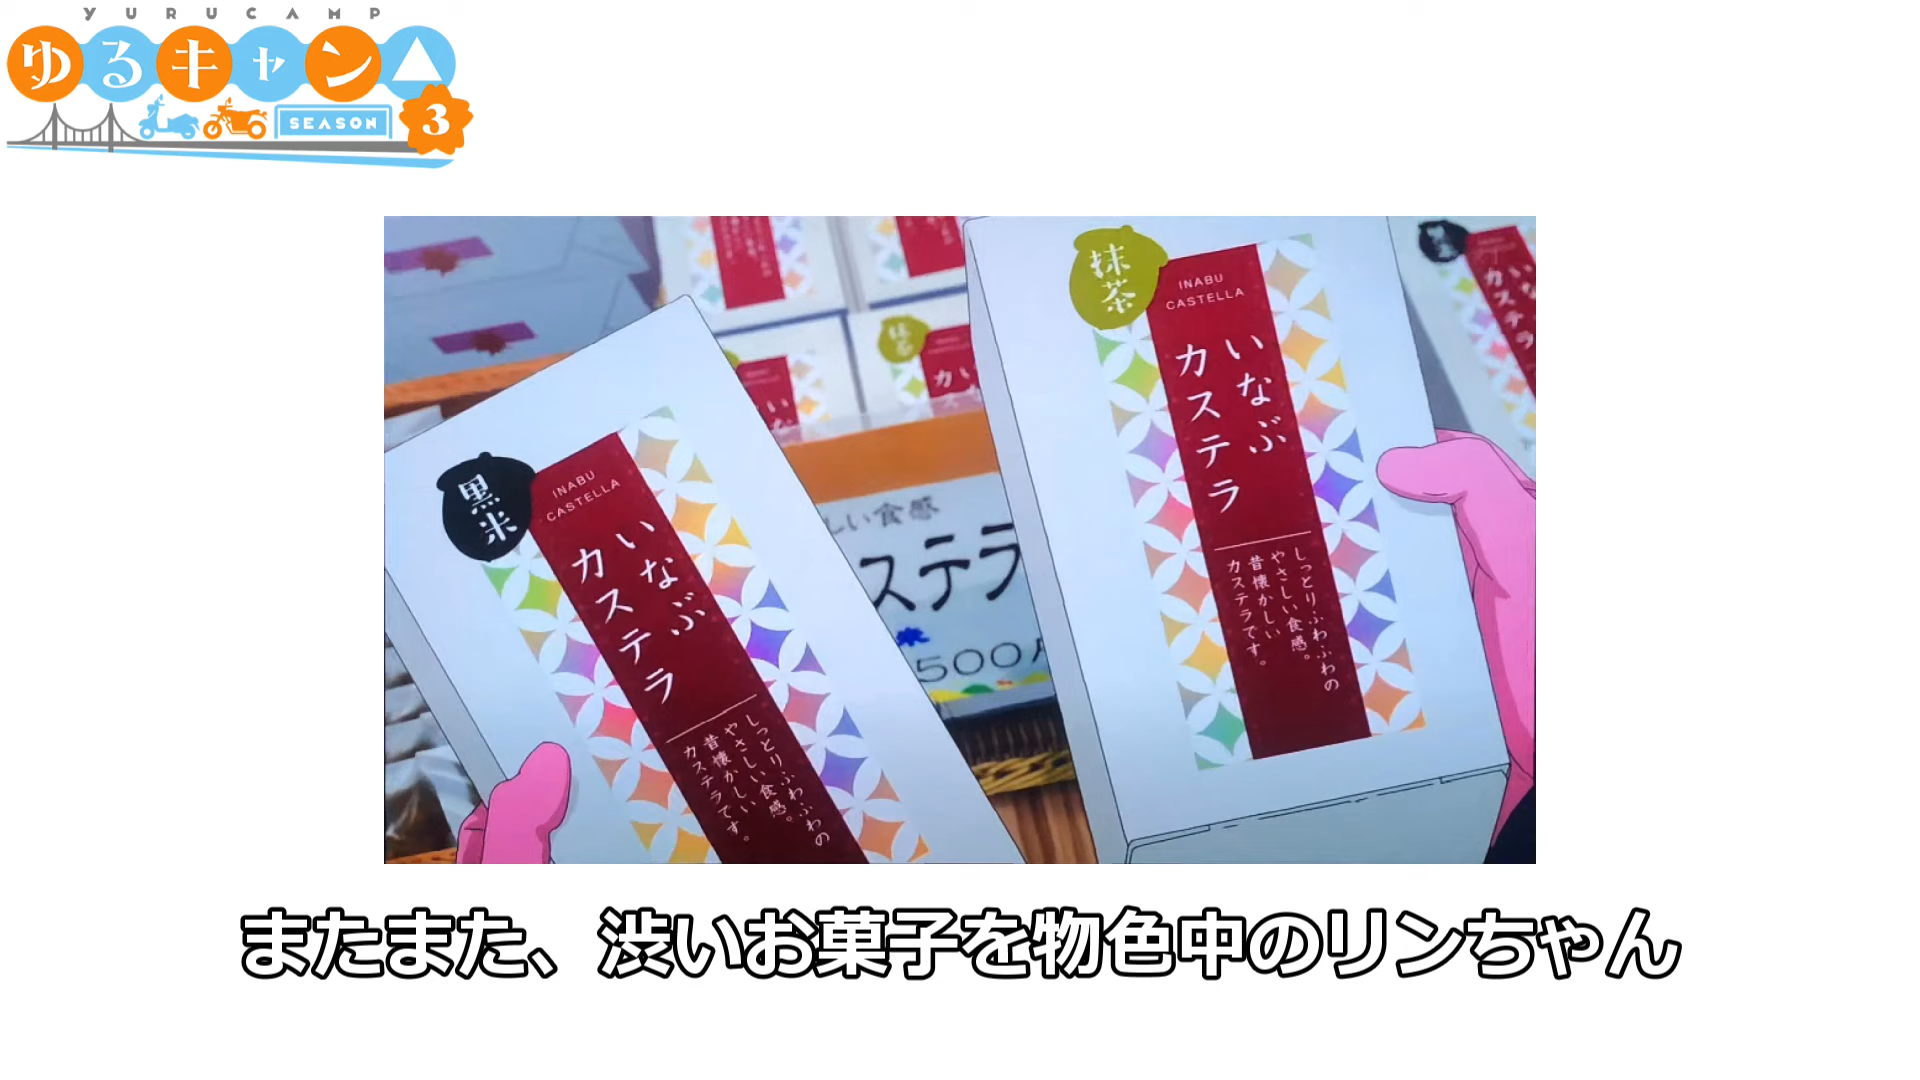 YURUCAMP
ゆるキャン△
SEASON 3
抹茶
INABU
CASTELLA
いなぶ
カステラ
しっとりふわふわの
やさしい食感。
昔懐かしい
カステラです。
黒米
INABU
CASTELLA
いなぶ
カステラ
しっとりふわふわの
やさしい食感。
昔懐かしい
カステラです。
しい食感
ステラ
500
またまた、渋いお菓子を物色中のリンちゃん